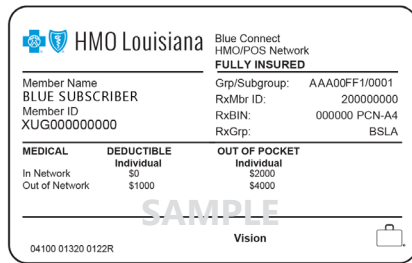 HMO Louisiana
Blue Connect
HMO/POS Network
FULLY INSURED
Member Name
BLUE SUBSCRIBER
Member ID
XUG000000000
Grp/Subgroup: AAA00FF1/0001
RxMbr ID: 200000000
RxBIN: 000000 PCN-A4
RxGrp: BSLA
MEDICAL DEDUCTIBLE OUT OF POCKET
Individual Individual
In Network $0 $2000
Out of Network $1000 $4000
SAMPLE
Vision
04100 01320 0122R